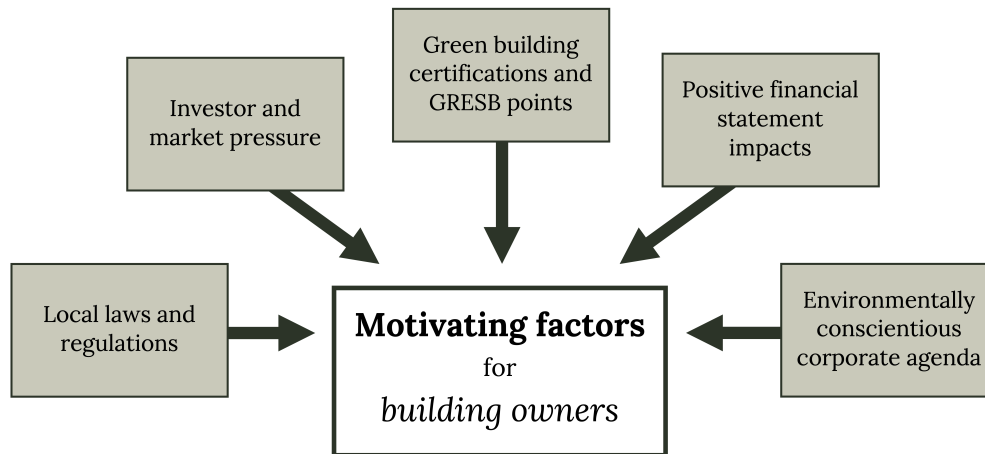 Green building
certifications and
GRESB points
Investor and
market pressure
Positive financial
statement
impacts
Local laws and
regulations
Motivating factors
for
building owners
Environmentally
conscientious
corporate agenda